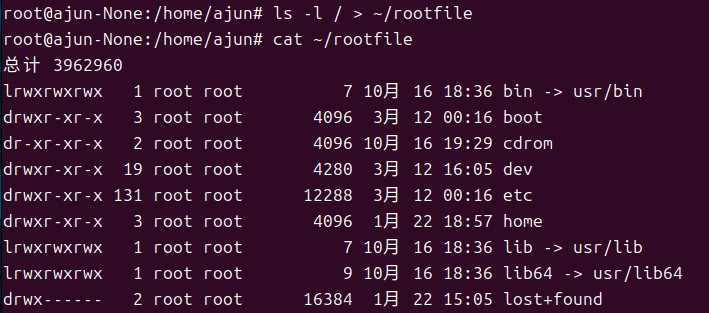 root@ajun-None:/home/ajun# ls -l / > ~/rootfile
root@ajun-None:/home/ajun# cat ~/rootfile
总计 3962960
lrwxrwxrwx   1 root root          7 10月 16 18:36 bin -> usr/bin
drwxr-xr-x   3 root root       4096  3月 12 00:16 boot
dr-xr-xr-x   2 root root       4096 10月 16 19:29 cdrom
drwxr-xr-x  19 root root       4280  3月 12 16:05 dev
drwxr-xr-x 131 root root      12288  3月 12 00:16 etc
drwxr-xr-x   3 root root       4096  1月 22 18:57 home
lrwxrwxrwx   1 root root          7 10月 16 18:36 lib -> usr/lib
lrwxrwxrwx   1 root root          9 10月 16 18:36 lib64 -> usr/lib64
drwx------   2 root root      16384  1月 22 15:05 lost+found